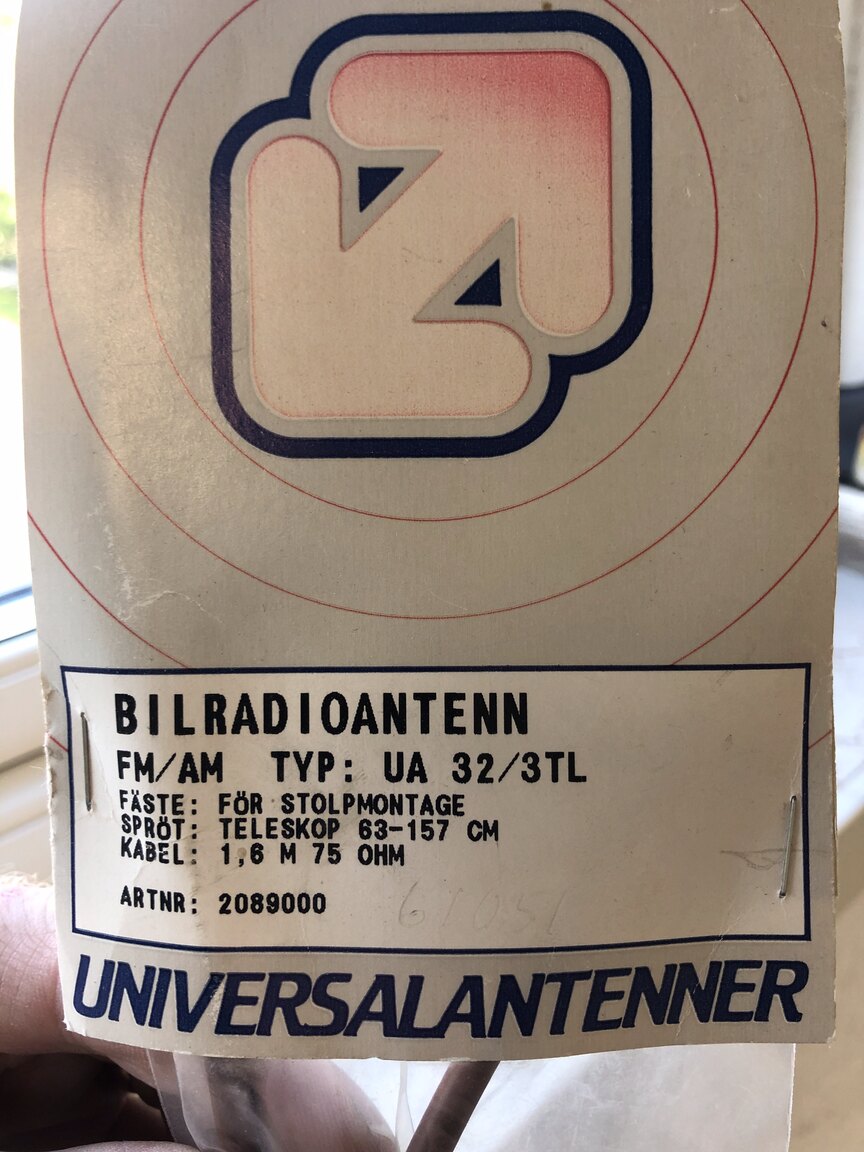 BILRADIOANTENN
FM/AM TYP: UA 32/3TL
FÄSTE: FÖR STOLPMONTAGE
SPRÖT: TELESKOP 63-157 CM
KABEL: 1,6 M 75 OHM
ARTNR: 2089000
UNIVERSALANTENNER